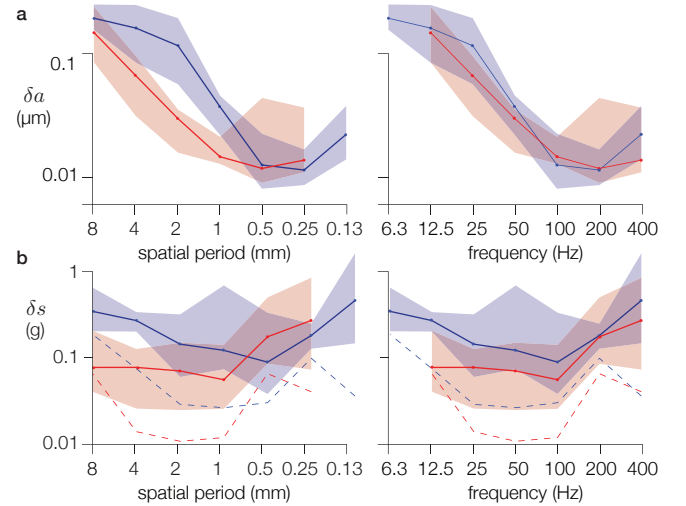 a
0.1
δa
(μm)
0.01
8 4 2 1 0.5 0.25 0.13
spatial period (mm)
6.3 12.5 25 50 100 200 400
frequency (Hz)
b
1
δs
(g)
0.1
0.01
8 4 2 1 0.5 0.25 0.13
spatial period (mm)
6.3 12.5 25 50 100 200 400
frequency (Hz)